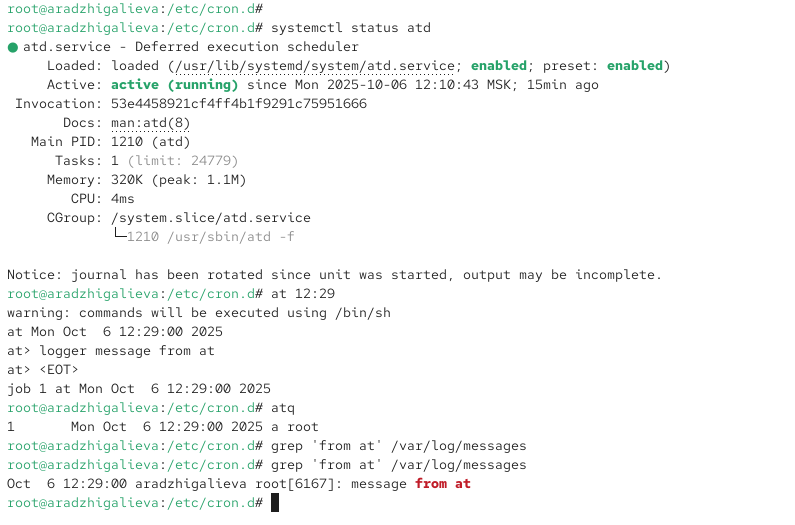 root@aradzhigalieva:/etc/cron.d#
root@aradzhigalieva:/etc/cron.d# systemctl status atd
● atd.service - Deferred execution scheduler
     Loaded: loaded (/usr/lib/systemd/system/atd.service; enabled; preset: enabled)
     Active: active (running) since Mon 2025-10-06 12:10:43 MSK; 15min ago
 Invocation: 53e4458921cf4ff4b1f9291c75951666
       Docs: man:atd(8)
   Main PID: 1210 (atd)
      Tasks: 1 (limit: 24779)
     Memory: 320K (peak: 1.1M)
        CPU: 4ms
     CGroup: /system.slice/atd.service
             └─1210 /usr/sbin/atd -f

Notice: journal has been rotated since unit was started, output may be incomplete.
root@aradzhigalieva:/etc/cron.d# at 12:29
warning: commands will be executed using /bin/sh
at Mon Oct  6 12:29:00 2025
at> logger message from at
at> <EOT>
job 1 at Mon Oct  6 12:29:00 2025
root@aradzhigalieva:/etc/cron.d# atq
1       Mon Oct  6 12:29:00 2025 a root
root@aradzhigalieva:/etc/cron.d# grep 'from at' /var/log/messages
root@aradzhigalieva:/etc/cron.d# grep 'from at' /var/log/messages
Oct  6 12:29:00 aradzhigalieva root[6167]: message from at
root@aradzhigalieva:/etc/cron.d#